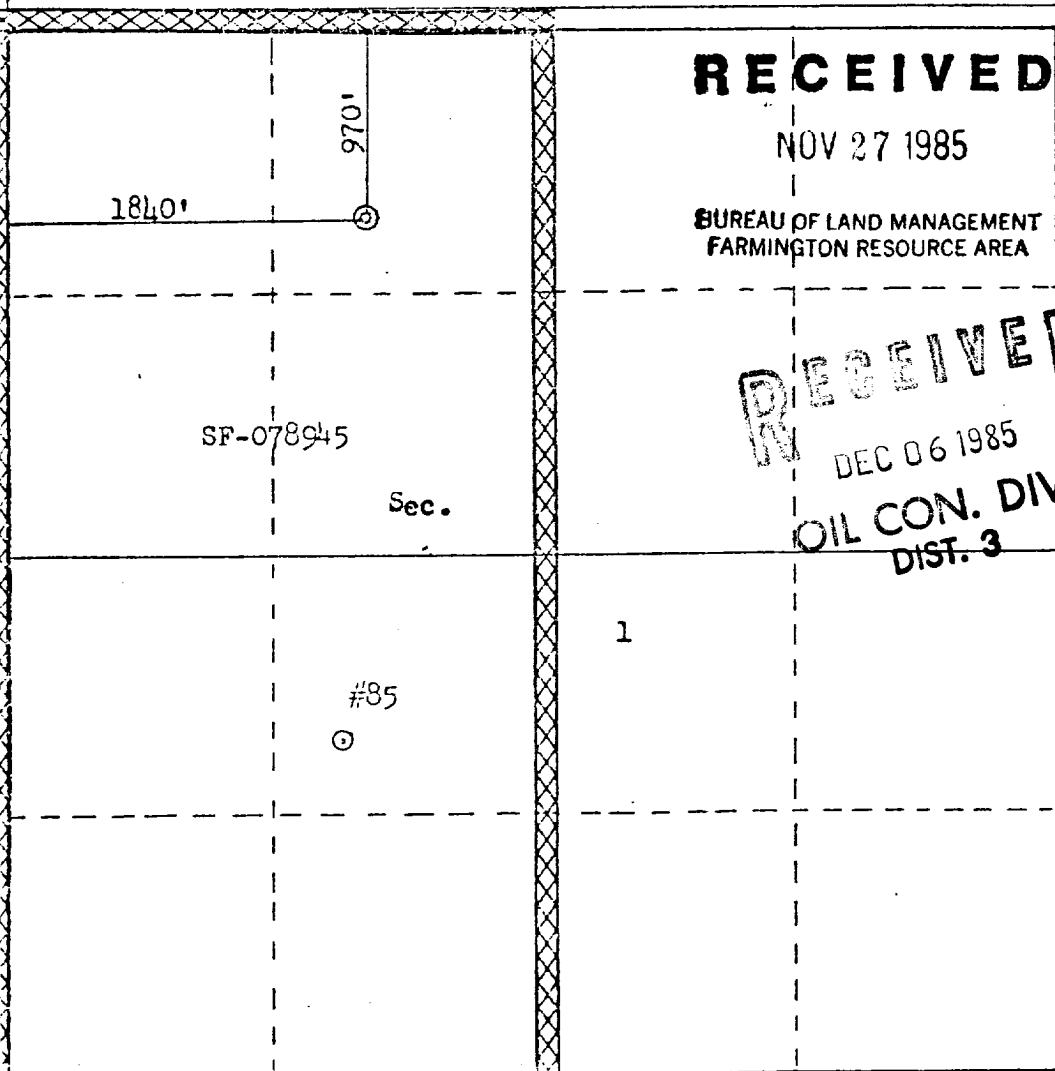 RECEIVED
NOV 27 1985
BUREAU OF LAND MANAGEMENT
FARMINGTON RESOURCE AREA
970'
1840'
RECEIVE
DEC 06 1985
OIL CON. DIV
DIST. 3
SF-078945
Sec.
1
#85